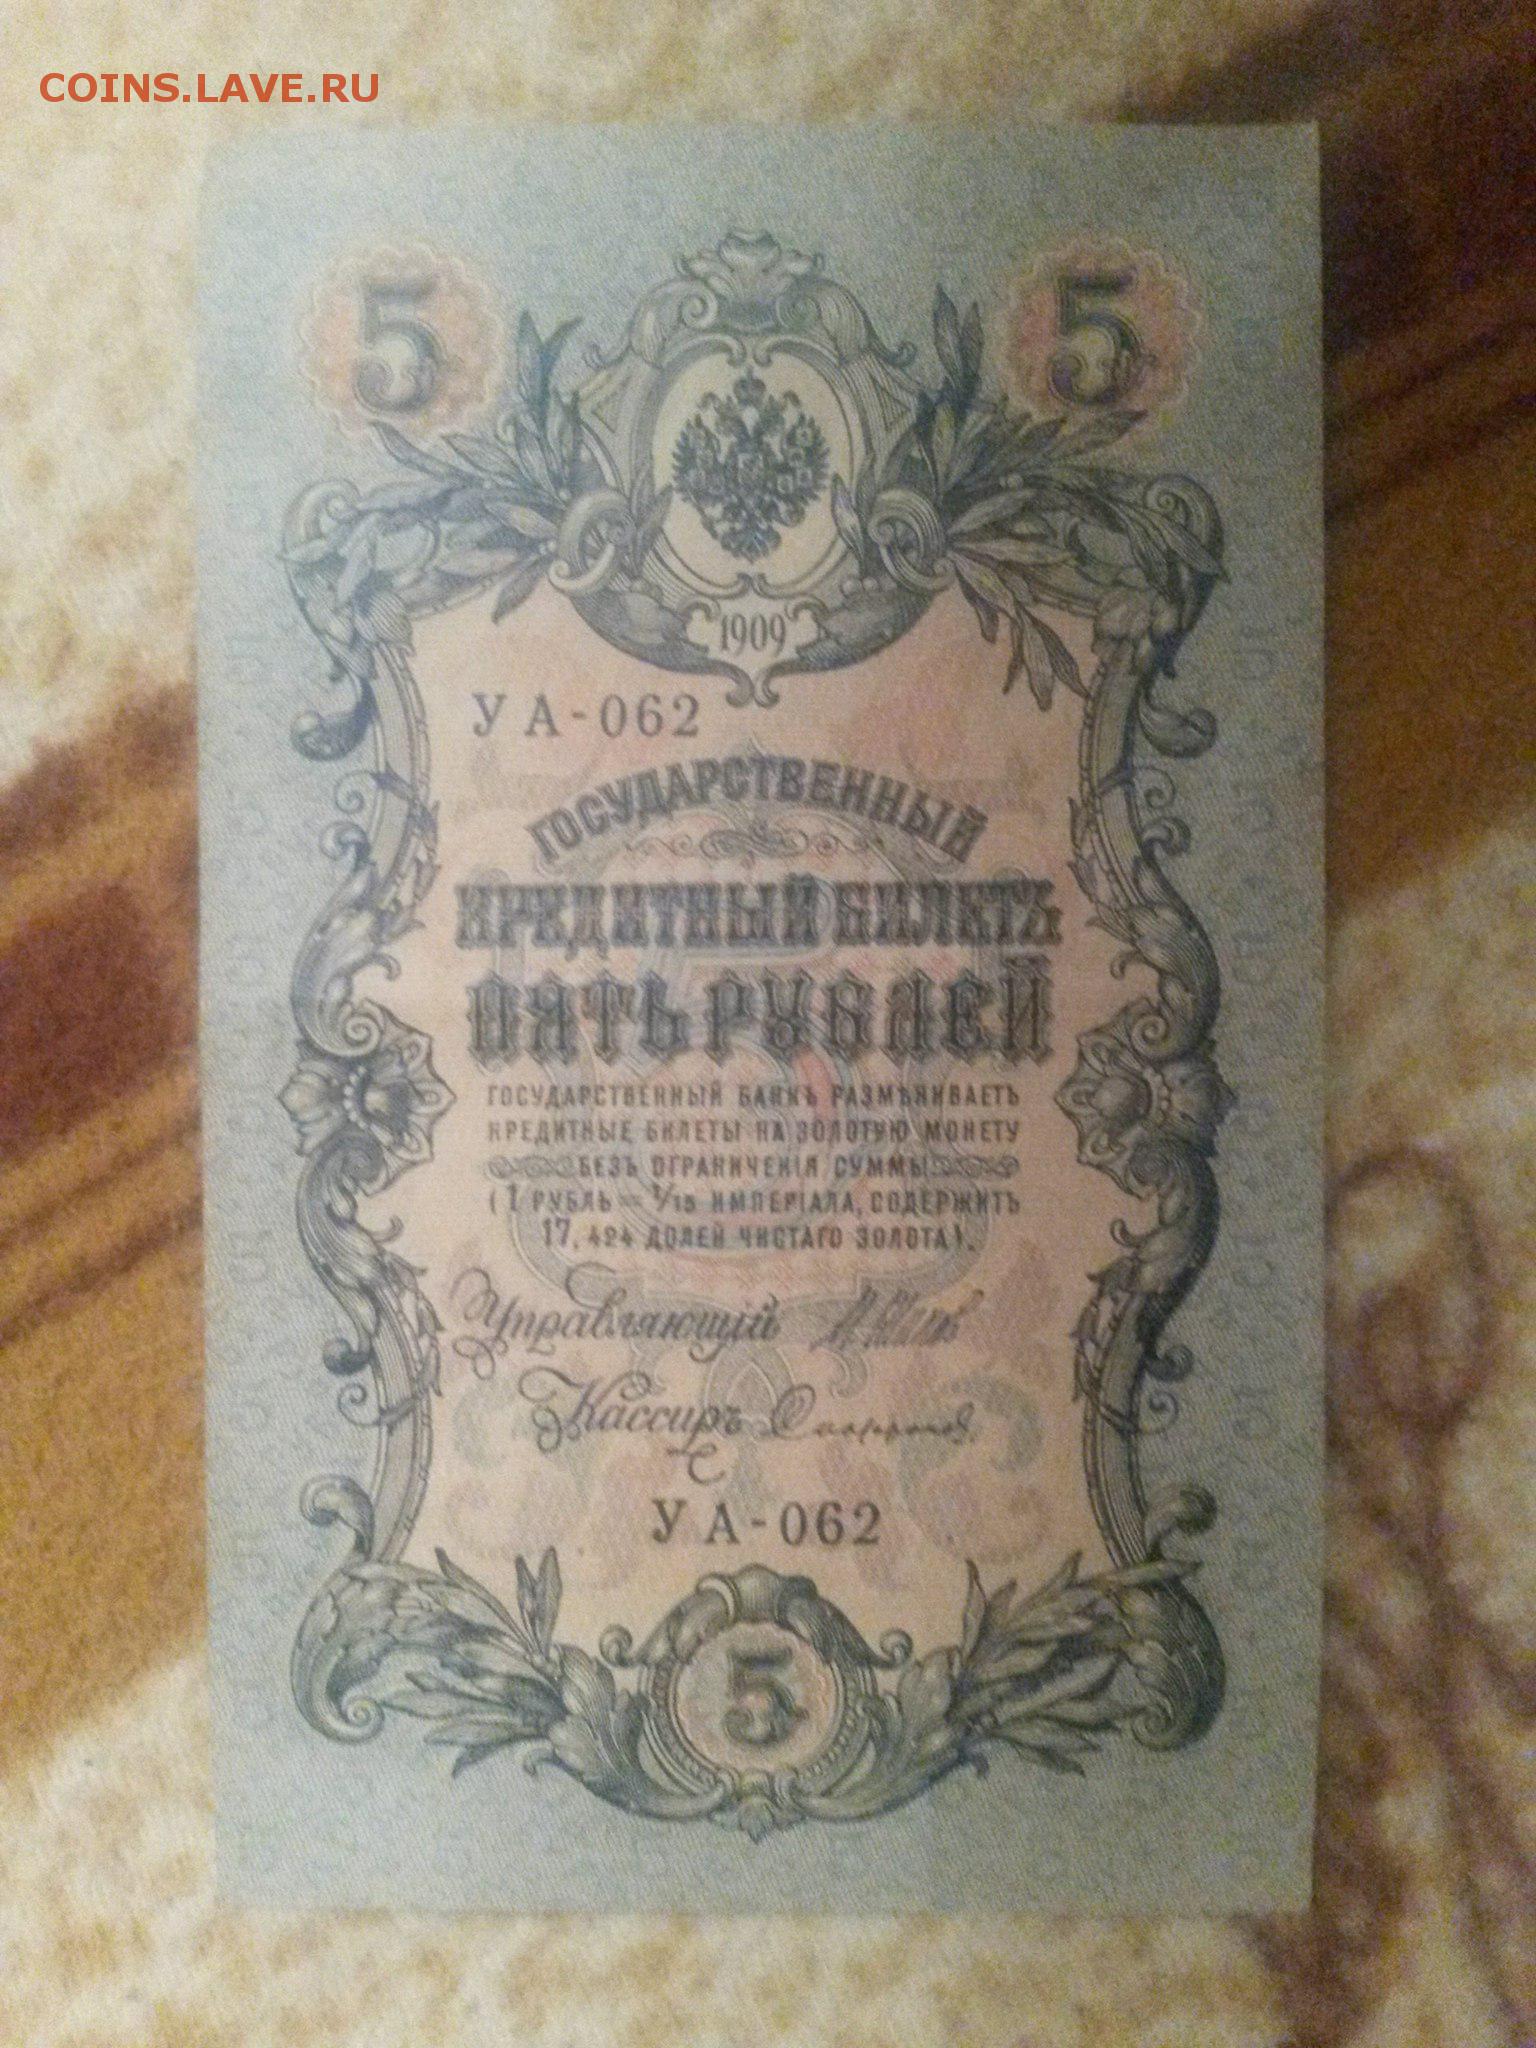 COINS.LAVE.RU
5 5
1909
УА-062
ГОСУДАРСТВЕННЫЙ
КРЕДИТНЫЙ БИЛЕТЪ
ПЯТЬ РУБЛЕЙ
ГОСУДАРСТВЕННЫЙ БАНКЪ РАЗМѢНИВАЕТЪ
КРЕДИТНЫЕ БИЛЕТЫ НА ЗОЛОТУЮ МОНЕТУ
БЕЗЪ ОГРАНИЧЕНІЯ СУММЫ
(1 РУБЛЬ = 1/15 ИМПЕРІАЛА, СОДЕРЖИТЪ
17,424 ДОЛЕЙ ЧИСТАГО ЗОЛОТА).
Управляющій
Кассиръ
УА-062
5